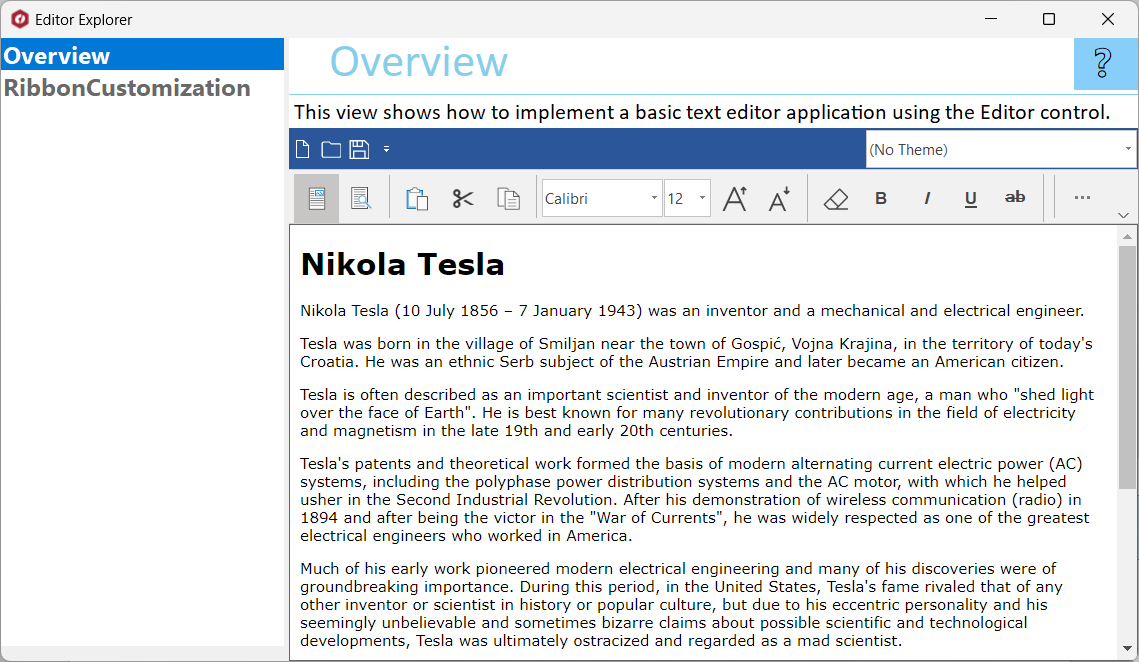 Editor Explorer
Overview
RibbonCustomization
Overview
?
This view shows how to implement a basic text editor application using the Editor control.
(No Theme)
Calibri
12
A A
B I U ab
Nikola Tesla
Nikola Tesla (10 July 1856 – 7 January 1943) was an inventor and a mechanical and electrical engineer.
Tesla was born in the village of Smiljan near the town of Gospić, Vojna Krajina, in the territory of today's
Croatia. He was an ethnic Serb subject of the Austrian Empire and later became an American citizen.
Tesla is often described as an important scientist and inventor of the modern age, a man who "shed light
over the face of Earth". He is best known for many revolutionary contributions in the field of electricity
and magnetism in the late 19th and early 20th centuries.
Tesla's patents and theoretical work formed the basis of modern alternating current electric power (AC)
systems, including the polyphase power distribution systems and the AC motor, with which he helped
usher in the Second Industrial Revolution. After his demonstration of wireless communication (radio) in
1894 and after being the victor in the "War of Currents", he was widely respected as one of the greatest
electrical engineers who worked in America.
Much of his early work pioneered modern electrical engineering and many of his discoveries were of
groundbreaking importance. During this period, in the United States, Tesla's fame rivaled that of any
other inventor or scientist in history or popular culture, but due to his eccentric personality and his
seemingly unbelievable and sometimes bizarre claims about possible scientific and technological
developments, Tesla was ultimately ostracized and regarded as a mad scientist.